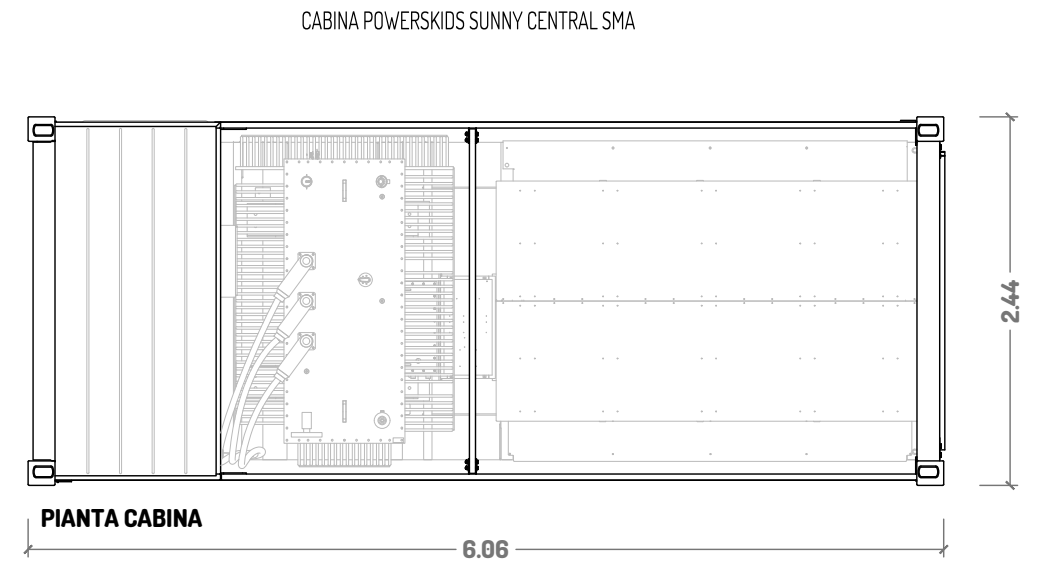 CABINA POWERSKIDS SUNNY CENTRAL SMA
2.44
PIANTA CABINA
6.06